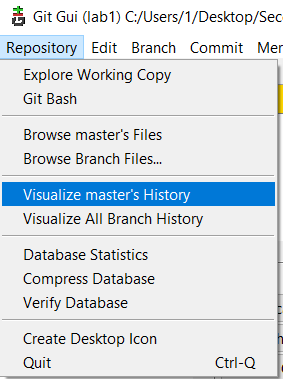 Git Gui (lab1) C:/Users/1/Desktop/Sec
Repository Edit Branch Commit Mer
Explore Working Copy
Git Bash
Browse master's Files
Browse Branch Files...
Visualize master's History
Visualize All Branch History
Database Statistics
Compress Database
Verify Database
Create Desktop Icon
Quit Ctrl-Q